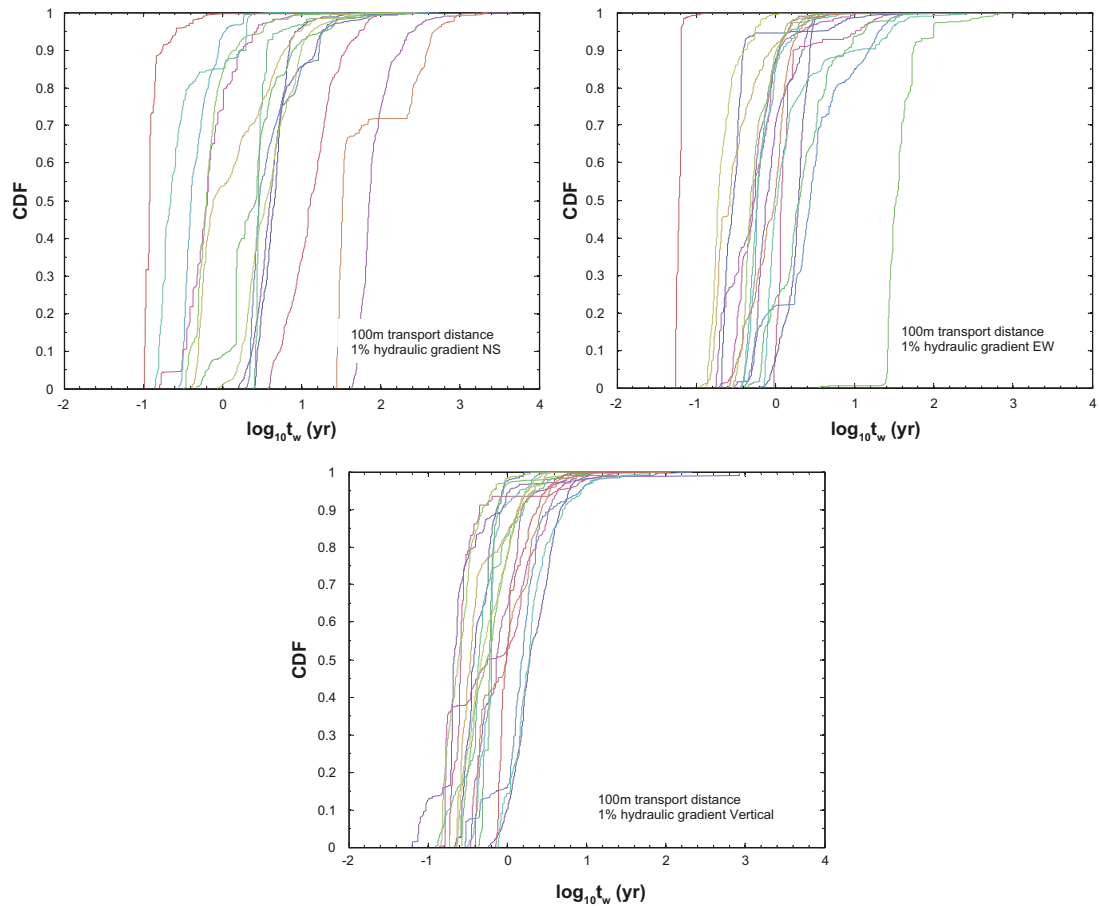 1
0.9
0.8
0.7
0.6
0.5
0.4
0.3
0.2
0.1
0
CDF
-2 -1 0 1 2 3 4
log10tw (yr)
100m transport distance
1% hydraulic gradient NS
1
0.9
0.8
0.7
0.6
0.5
0.4
0.3
0.2
0.1
0
CDF
-2 -1 0 1 2 3 4
log10tw (yr)
100m transport distance
1% hydraulic gradient EW
1
0.9
0.8
0.7
0.6
0.5
0.4
0.3
0.2
0.1
0
CDF
-2 -1 0 1 2 3 4
log10tw (yr)
100m transport distance
1% hydraulic gradient Vertical